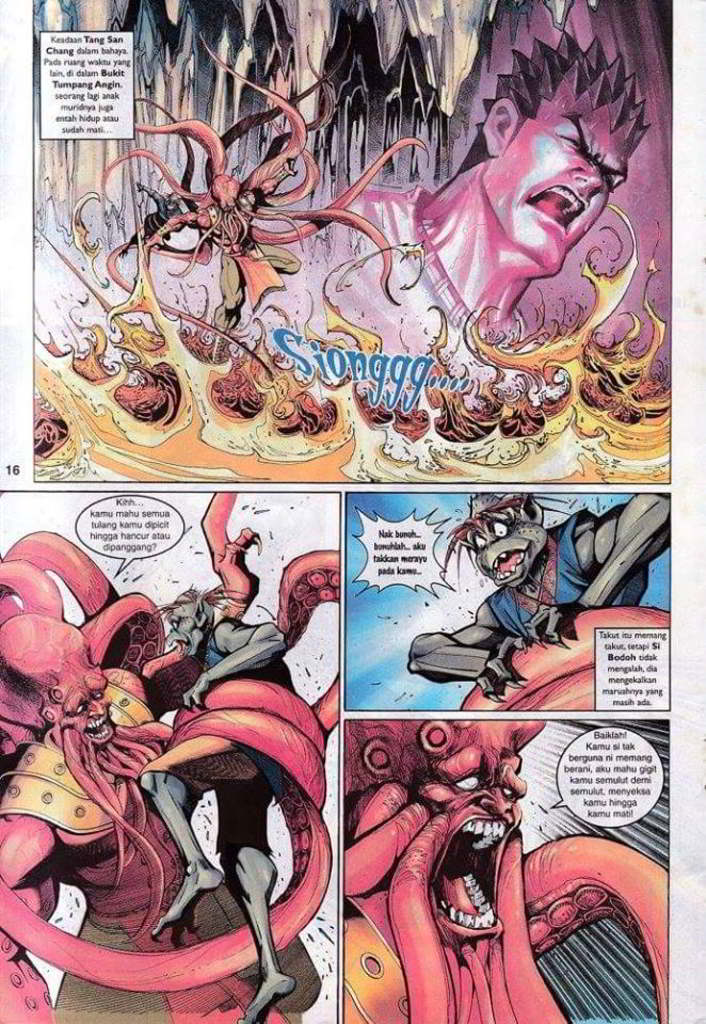 Keadaan Tang San
Chang dalam bahaya.
Pada ruang waktu yang
lain, di dalam Bukit
Tumpang Angin,
seorang lagi anak
muridnya juga
entah hidup atau
sudah mati...
Sionggg....
16
Kihh...
kamu mahu semua
tulang kamu dipicit
hingga hancur atau
dipanggang?
Nak bunuh..
bunuhlah.. aku
takkan merayu
pada kamu...
Takut itu memang
takut, tetapi Si
Bodoh tidak
mengalah, dia
mengekalkan
maruahnya yang
masih ada.
Baiklah!
Kamu si tak
berguna ni memang
berani, aku mahu gigit
kamu semulut demi
semulut, menyeksa
kamu hingga
kamu mati!